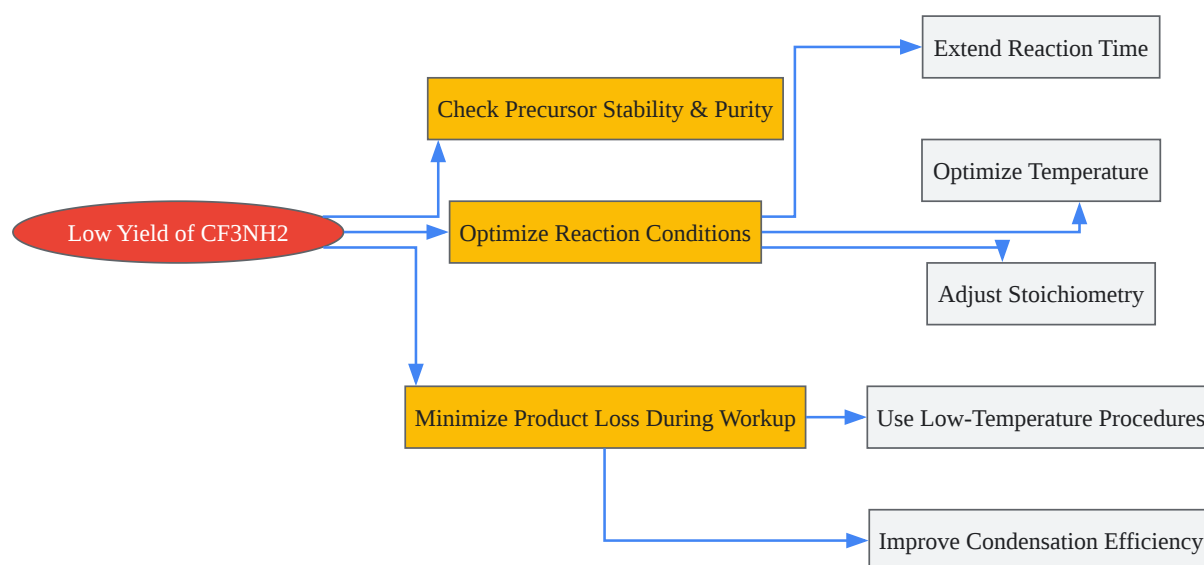 Extend Reaction Time
Check Precursor Stability & Purity
Optimize Temperature
Low Yield of CF3NH2
Optimize Reaction Conditions
Adjust Stoichiometry
Minimize Product Loss During Workup
Use Low-Temperature Procedures
Improve Condensation Efficiency